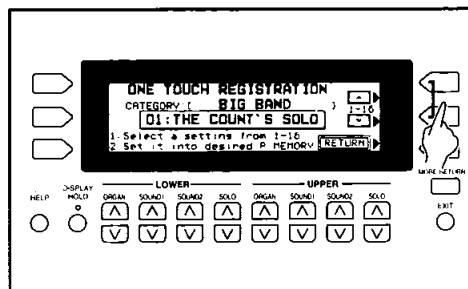 ONE TOUCH REGISTRATION
CATEGORY [ BIG BAND ]
1-16
01:THE COUNT'S SOLO
1.Select a setting from 1-16
2 Set it into desired P MEMORY [RETURN]
MORE RETURN
LOWER UPPER
HELP DISPLAY HOLD ORGAN SOUND1 SOUND2 SOLO ORGAN SOUND1 SOUND2 SOLO EXIT